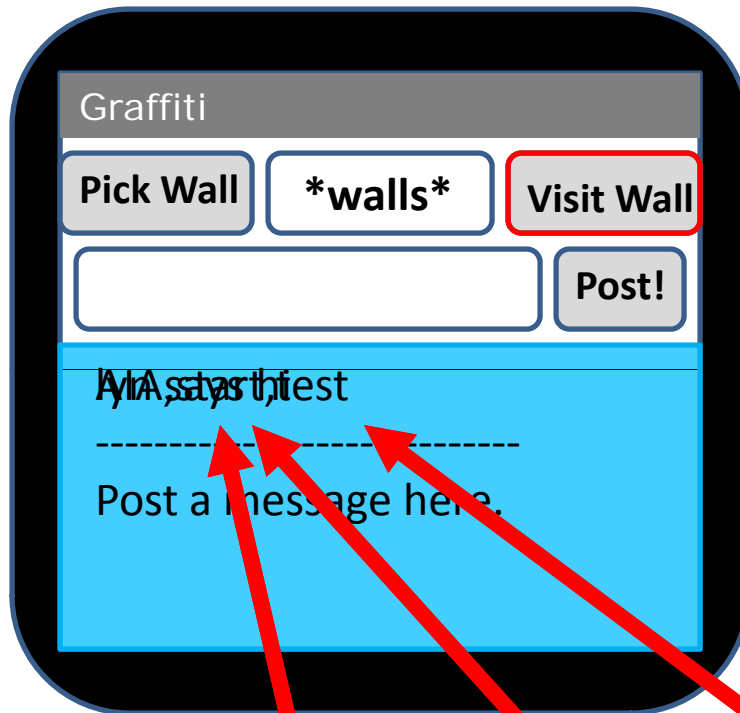 Graffiti
Pick Wall *walls* Visit Wall
Post!
-----------------------------
Post a message here.